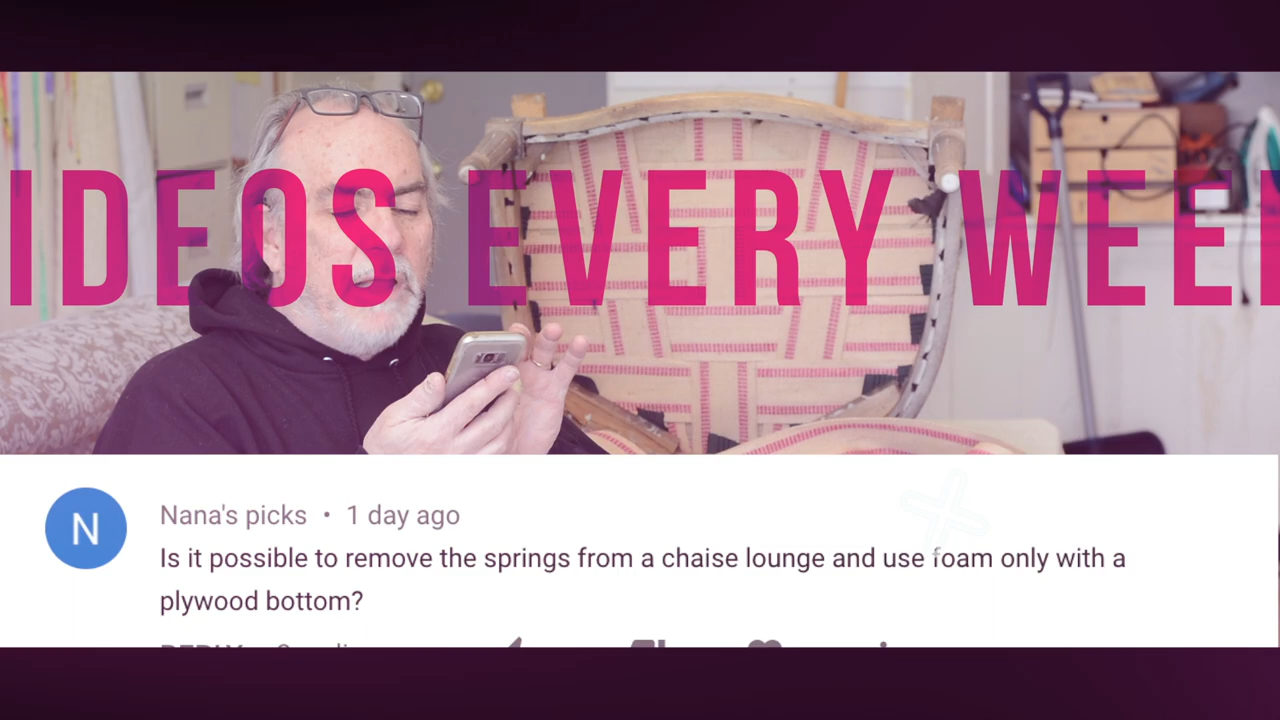 IDEOS EVERY WEE
N
Nana's picks • 1 day ago
Is it possible to remove the springs from a chaise lounge and use foam only with a
plywood bottom?
REPLY